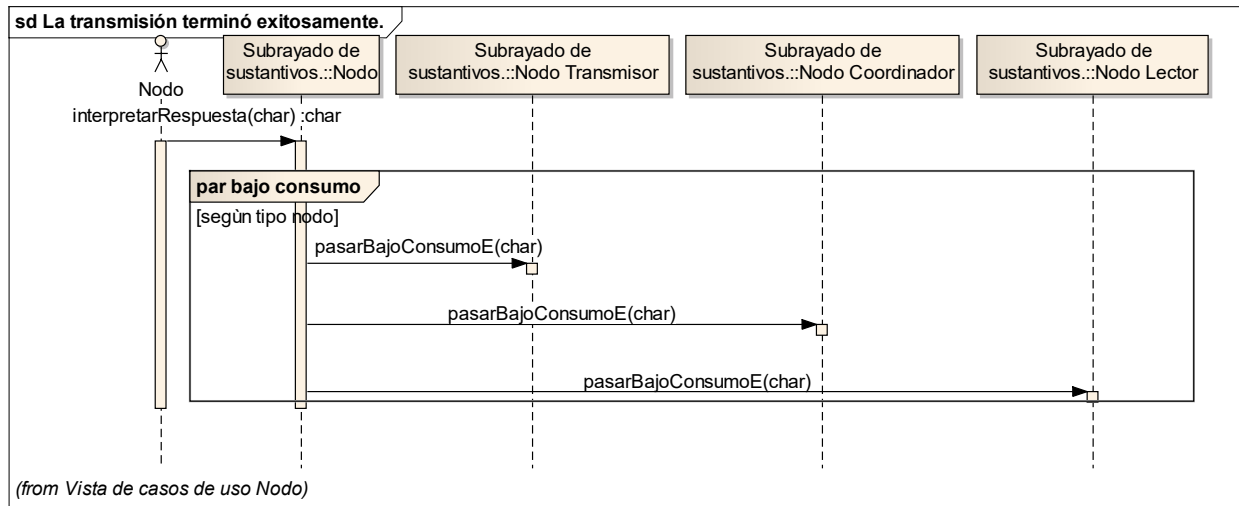 sd La transmisión terminó exitosamente.
Nodo
Subrayado de
sustantivos.::Nodo
Subrayado de
sustantivos.::Nodo Transmisor
Subrayado de
sustantivos.::Nodo Coordinador
Subrayado de
sustantivos.::Nodo Lector
interpretarRespuesta(char) :char
par bajo consumo
[segùn tipo nodo]
pasarBajoConsumoE(char)
pasarBajoConsumoE(char)
pasarBajoConsumoE(char)
(from Vista de casos de uso Nodo)